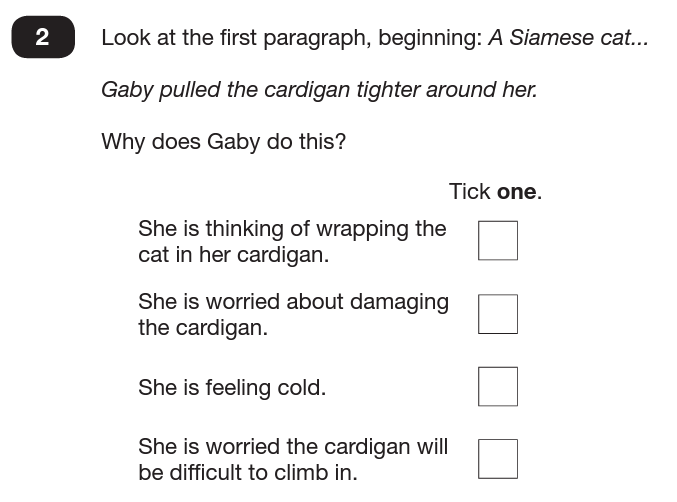 2 Look at the first paragraph, beginning: A Siamese cat...
Gaby pulled the cardigan tighter around her.
Why does Gaby do this?
Tick one.
She is thinking of wrapping the
cat in her cardigan.
She is worried about damaging
the cardigan.
She is feeling cold.
She is worried the cardigan will
be difficult to climb in.